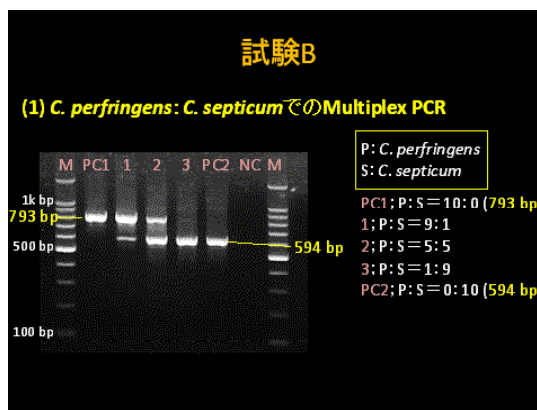 試験B
(1) C. perfringens: C. septicumでのMultiplex PCR
P: C. perfringens
S: C. septicum
M PC1 1 2 3 PC2 NC M
1k bp
793 bp
500 bp
594 bp
100 bp
PC1; P:S＝10:0 (793 bp)
1; P:S＝9:1
2; P:S＝5:5
3; P:S＝1:9
PC2; P:S＝0:10 (594 bp)